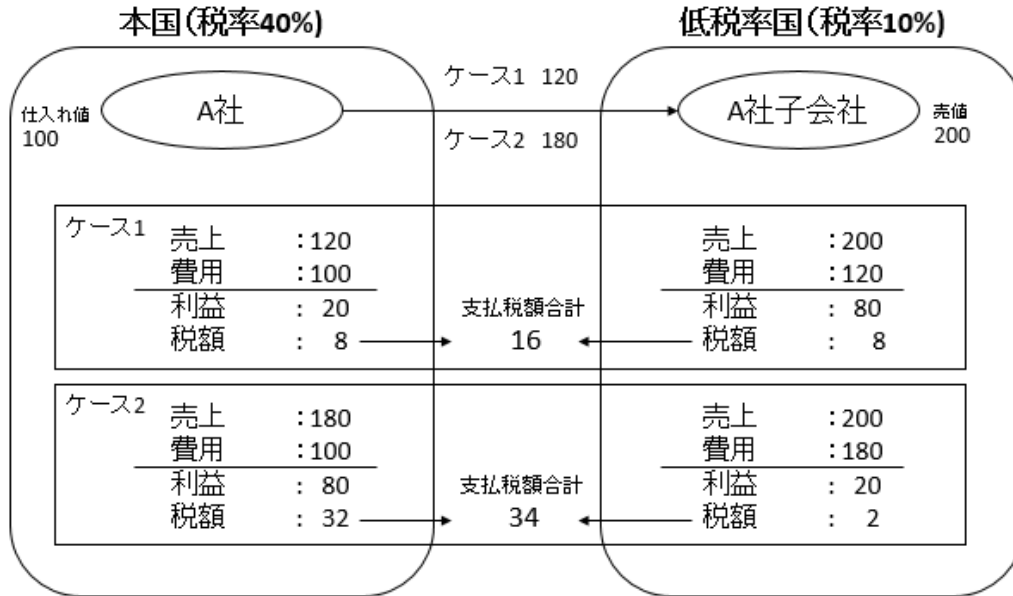 本国(税率40%)
低税率国(税率10%)
仕入れ値
100
A社
ケース1 120
ケース2 180
A社子会社
売値
200
ケース1
売上 :120
費用 :100
利益 : 20
税額 : 8
支払税額合計
16
売上 :200
費用 :120
利益 : 80
税額 : 8
ケース2
売上 :180
費用 :100
利益 : 80
税額 : 32
支払税額合計
34
売上 :200
費用 :180
利益 : 20
税額 : 2